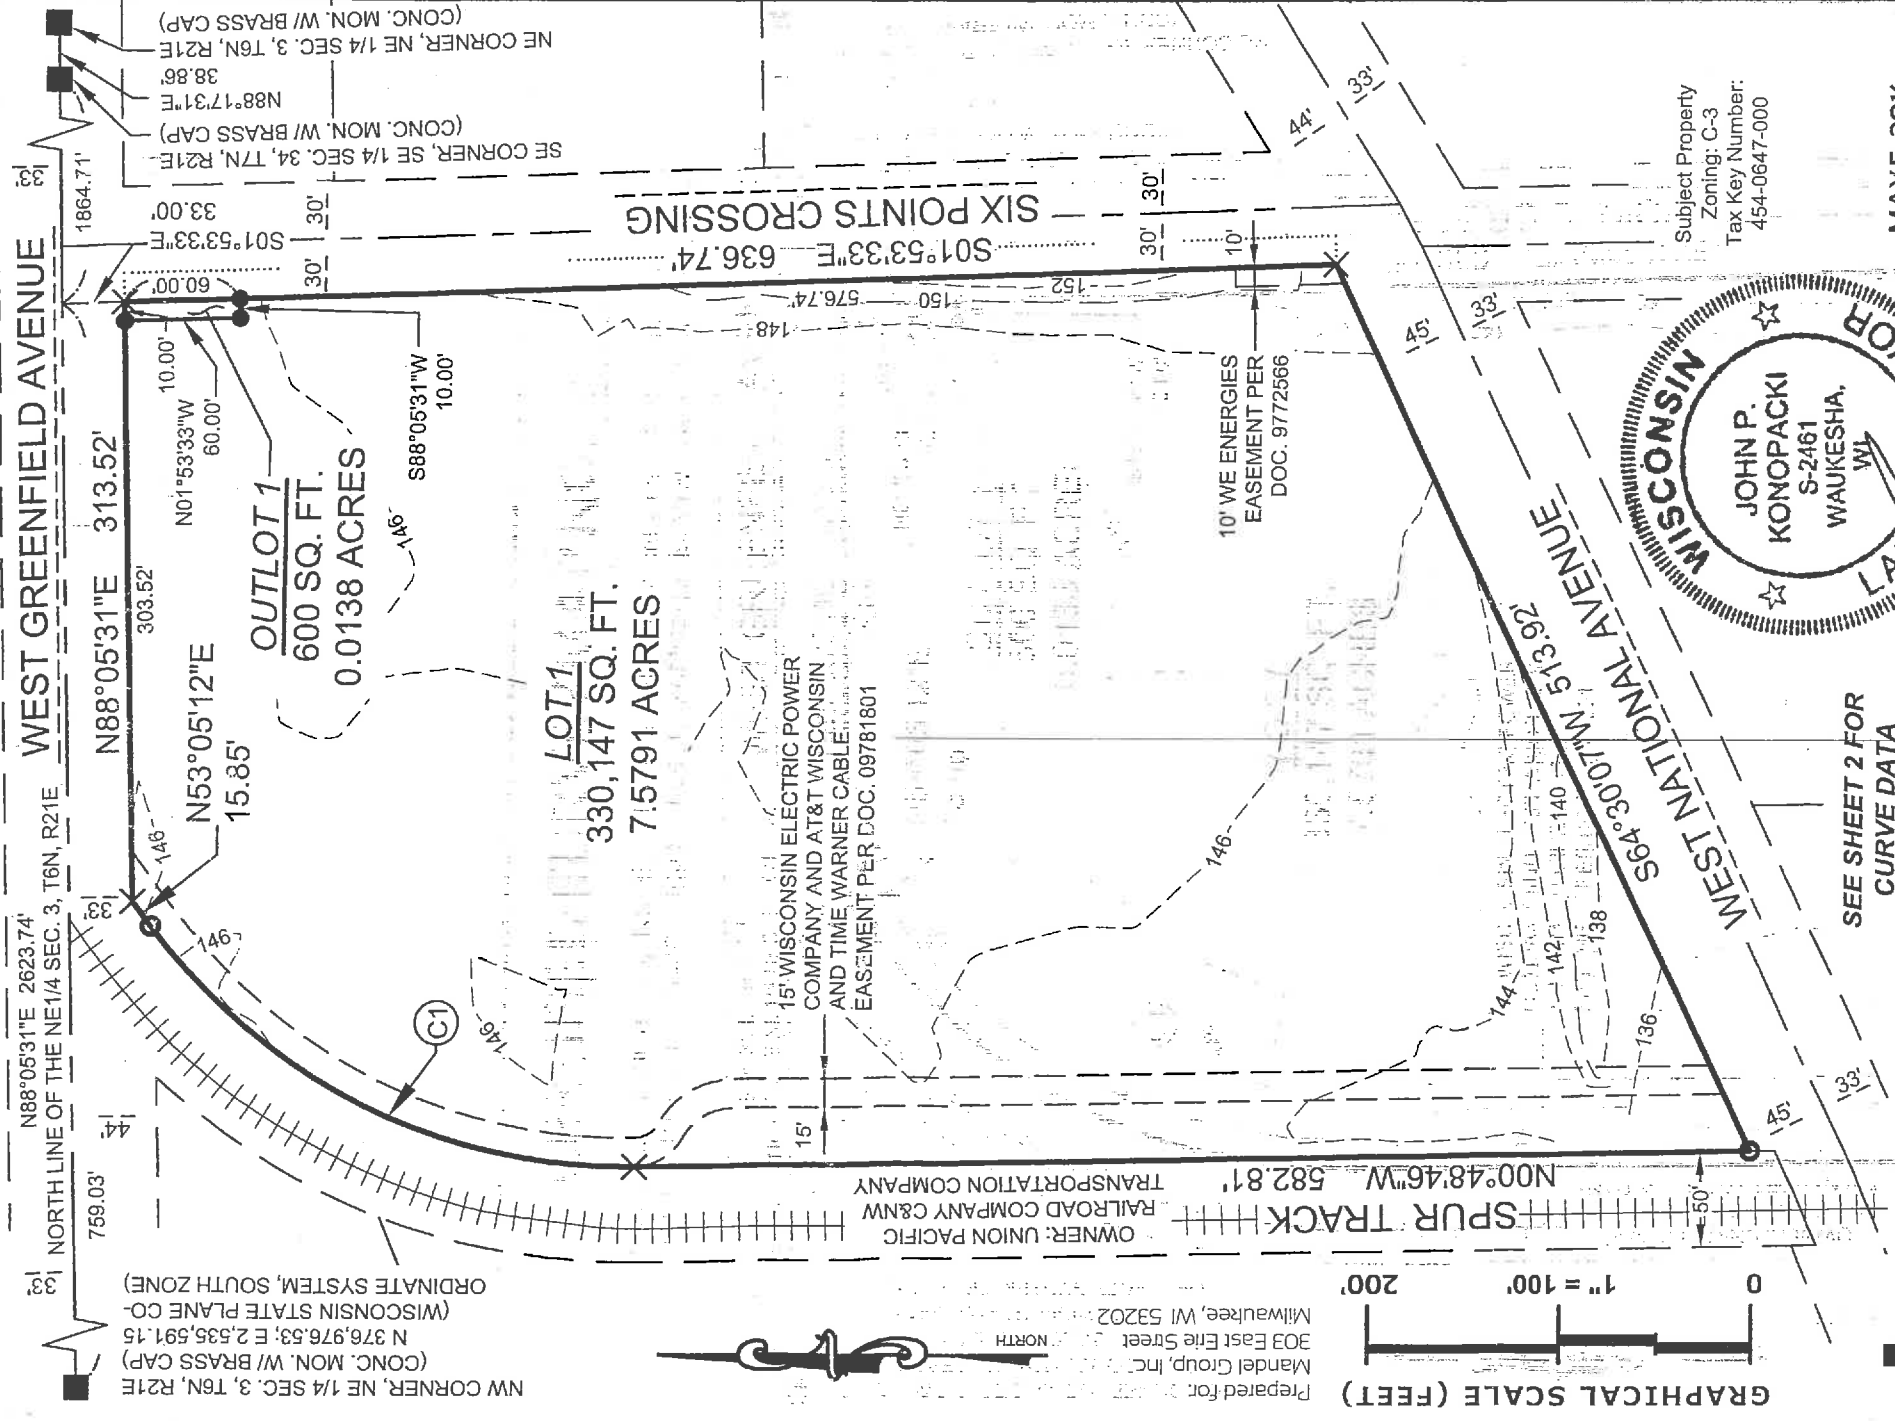 N88°05'31"E 2623.74'
NORTH LINE OF THE NE1/4 SEC. 3, T6N, R21E
WEST GREENFIELD AVENUE
759.03'
1864.71'
33'
33'
44'
33'
33'
NW CORNER, NE 1/4 SEC. 3, T6N, R21E
(CONC. MON. W/ BRASS CAP)
N 376,976.53; E 2,535,591.15
(WISCONSIN STATE PLANE CO-
ORDINATE SYSTEM, SOUTH ZONE)
SE CORNER, SE 1/4 SEC. 34, T7N, R21E
(CONC. MON. W/ BRASS CAP)
N88°17'31"E
38.86'
NE CORNER, NE 1/4 SEC. 3, T6N, R21E
(CONC. MON. W/ BRASS CAP)
S01°53'33"E
33.00'
N88°05'31"E 313.52'
303.52'
10.00'
N53°05'12"E
15.85'
N01°53'33"W
60.00'
60.00'
S88°05'31"W
10.00'
OUTLOT 1
600 SQ. FT.
0.0138 ACRES
LOT 1
330,147 SQ. FT.
7.5791 ACRES
C1
146
146
146
146
146
148
150
152
144
142
140
138
136
15' WISCONSIN ELECTRIC POWER
COMPANY AND AT&T WISCONSIN
AND TIME WARNER CABLE
EASEMENT PER DOC. 09781801
15'
10' WE ENERGIES
EASEMENT PER
DOC. 9772566
10'
SIX POINTS CROSSING
S01°53'33"E 636.74'
576.74'
30'
30'
30'
30'
44'
33'
45'
33'
S64°30'07"W 513.92'
WEST NATIONAL AVENUE
45'
33'
N00°48'46"W 582.81'
SPUR TRACK
50'
OWNER: UNION PACIFIC
RAILROAD COMPANY C&NW
TRANSPORTATION COMPANY
Subject Property
Zoning: C-3
Tax Key Number:
454-0647-000
WISCONSIN
JOHN P.
KONOPACKI
S-2461
WAUKESHA,
WI
SEE SHEET 2 FOR
CURVE DATA
Prepared for:
Mandel Group, Inc.
303 East Erie Street
Milwaukee, WI 53202
NORTH
GRAPHICAL SCALE (FEET)
0 1" = 100' 200'